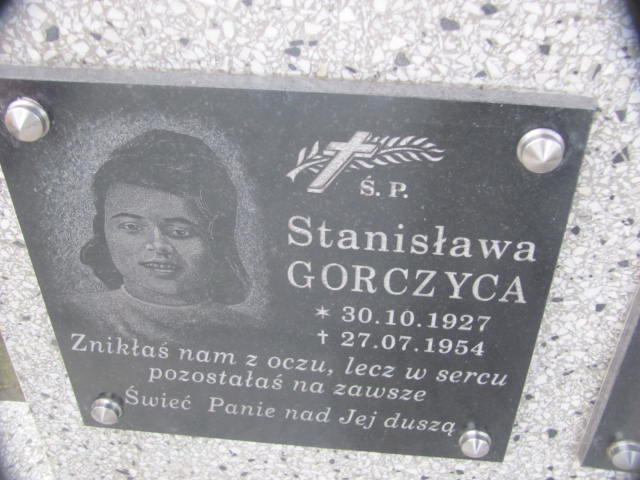 Ś. P.
Stanisława
GORCZYCA
* 30.10.1927
† 27.07.1954
Znikłaś nam z oczu, lecz w sercu
pozostałaś na zawsze
Świeć Panie nad Jej duszą